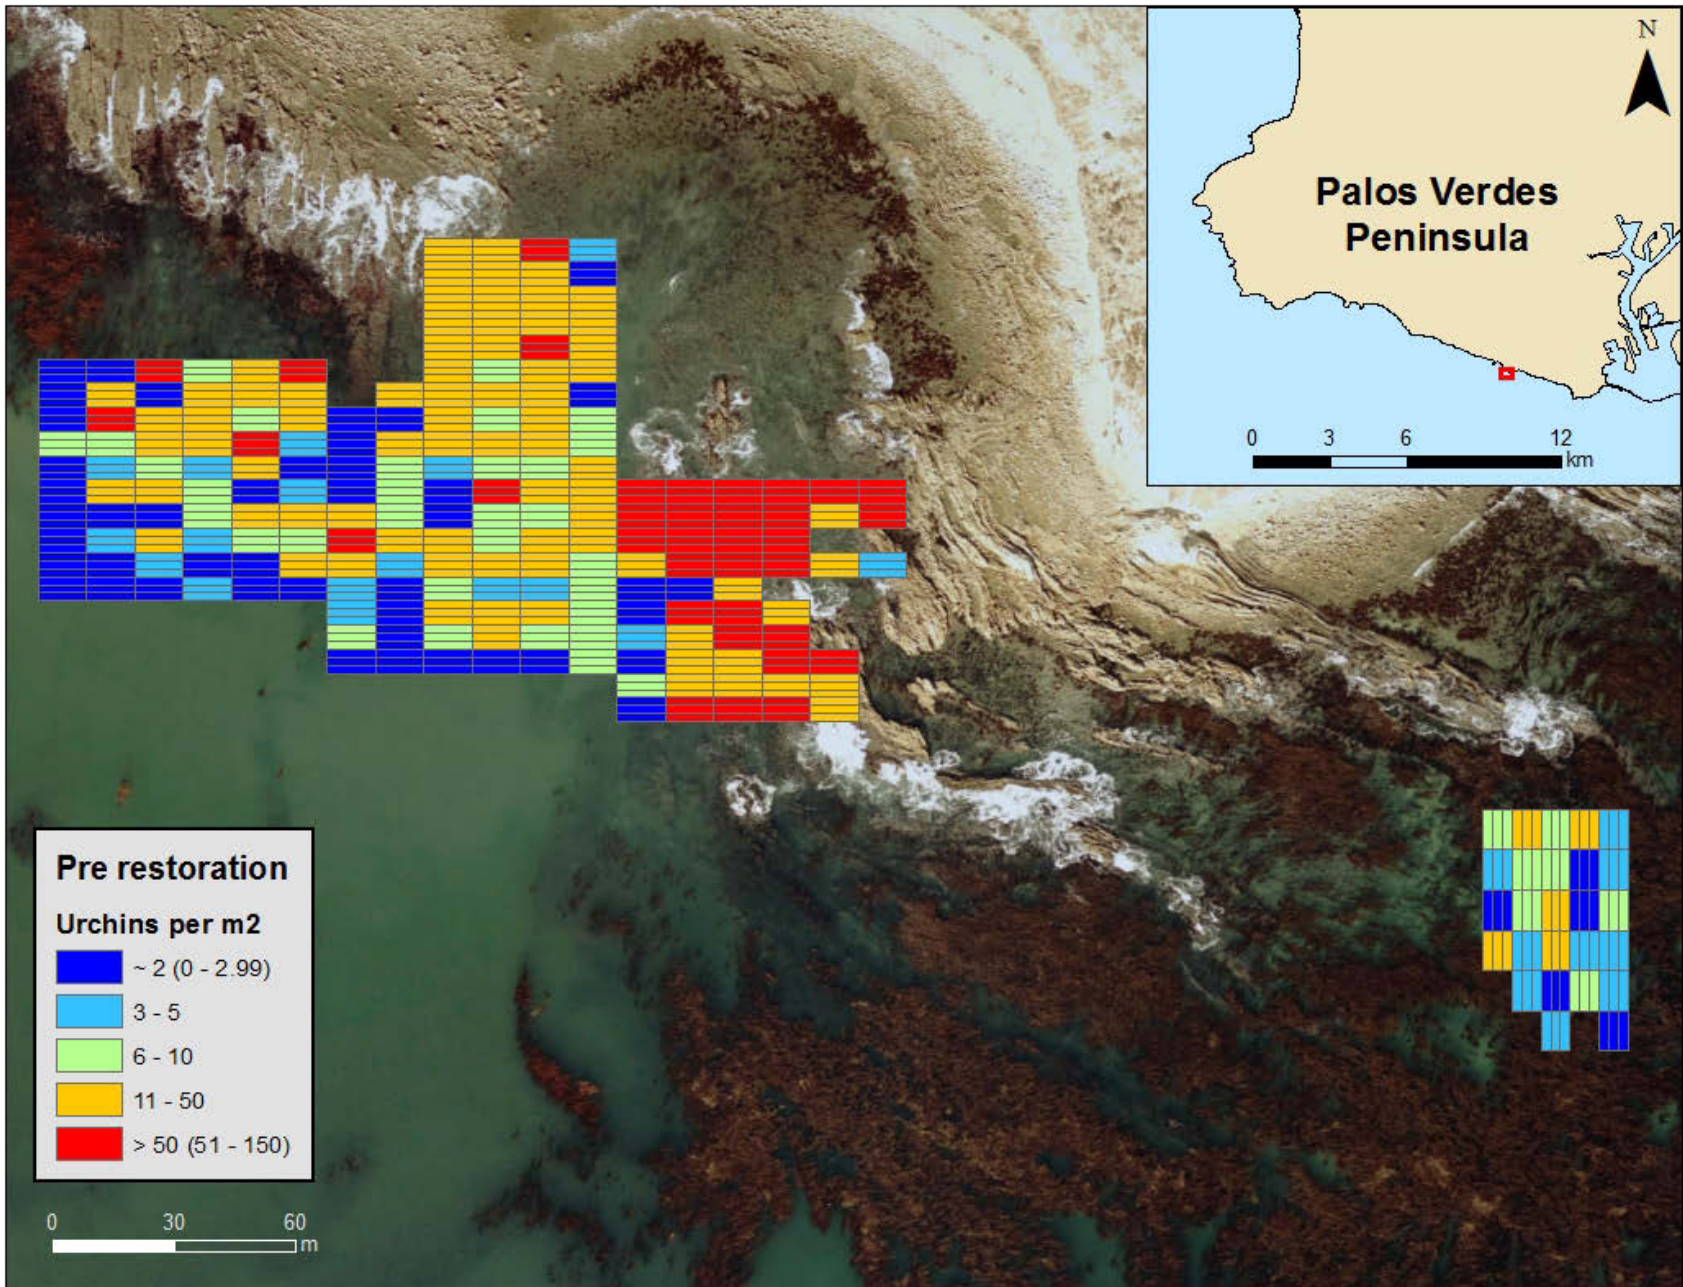 N
Palos Verdes
Peninsula
0 3 6 12
km
Pre restoration
Urchins per m2
~ 2 (0 - 2.99)
3 - 5
6 - 10
11 - 50
> 50 (51 - 150)
0 30 60
m